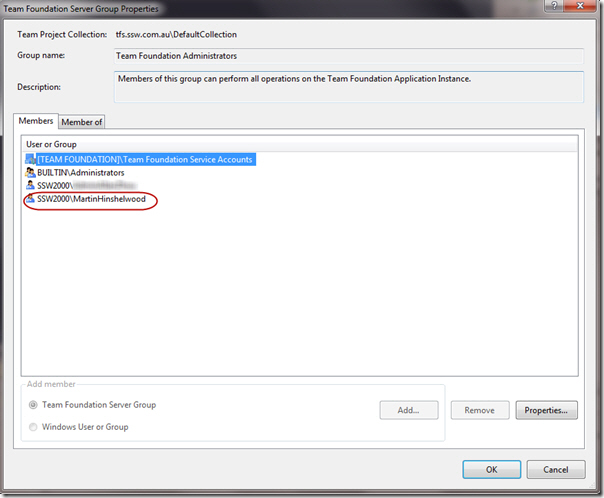 Team Foundation Server Group Properties
Team Project Collection: tfs.ssw.com.au\DefaultCollection
Group name: Team Foundation Administrators
Description: Members of this group can perform all operations on the Team Foundation Application Instance.
Members Member of
User or Group
[TEAM FOUNDATION]\Team Foundation Service Accounts
BUILTIN\Administrators
SSW2000\
SSW2000\MartinHinshelwood
Add member
Team Foundation Server Group
Add... Remove Properties...
Windows User or Group
OK Cancel